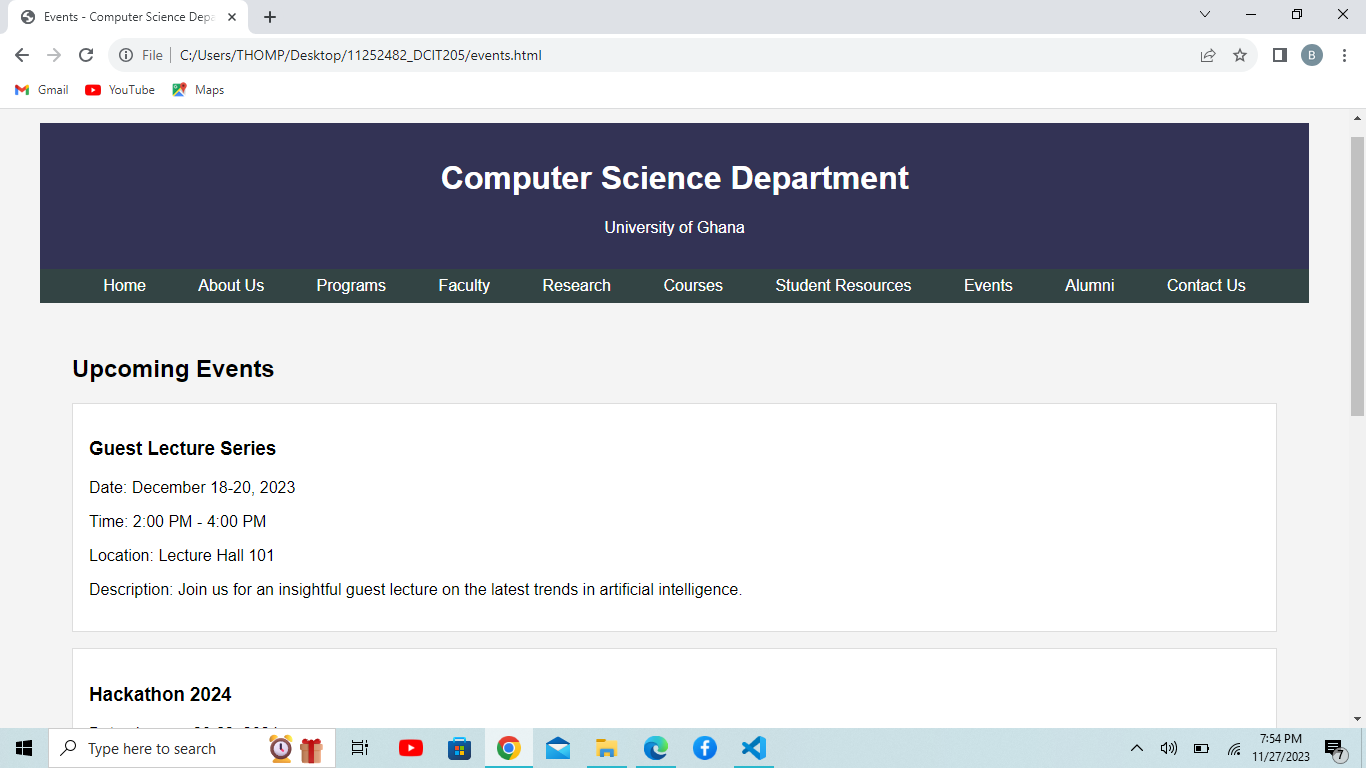 Events - Computer Science Depa
File
C:/Users/THOMP/Desktop/11252482_DCIT205/events.html
B
Gmail
YouTube
Maps
Computer Science Department
University of Ghana
Home
About Us
Programs
Faculty
Research
Courses
Student Resources
Events
Alumni
Contact Us
Upcoming Events
Guest Lecture Series
Date: December 18-20, 2023
Time: 2:00 PM - 4:00 PM
Location: Lecture Hall 101
Description: Join us for an insightful guest lecture on the latest trends in artificial intelligence.
Hackathon 2024
Type here to search
7:54 PM
11/27/2023
7